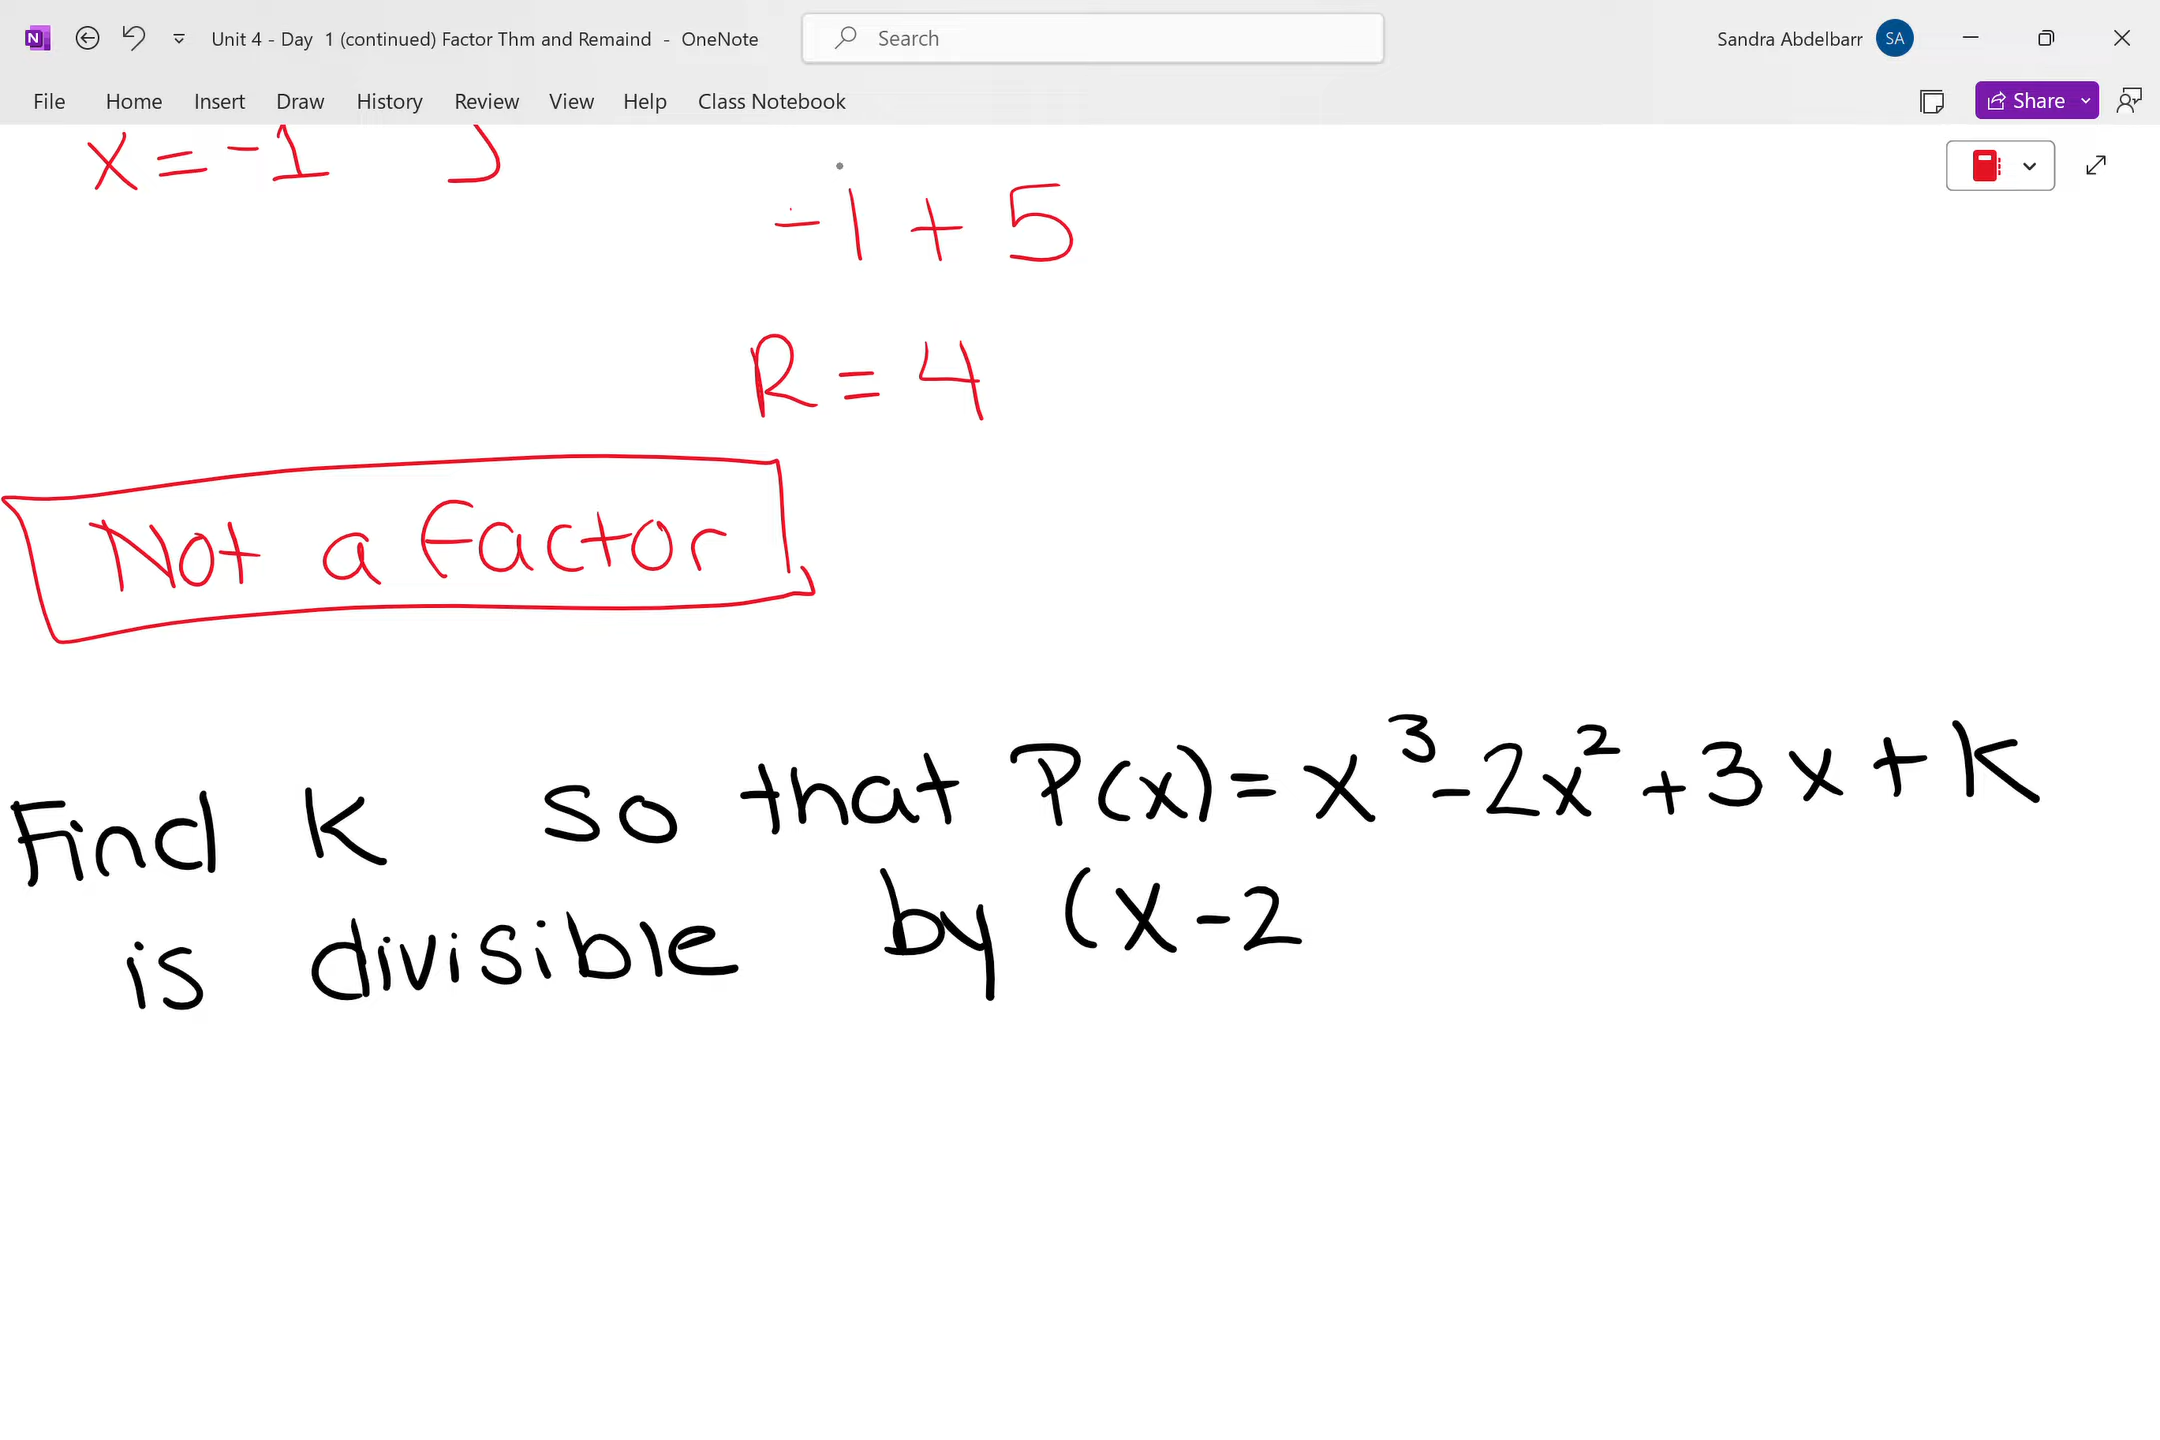 Unit 4 - Day 1 (continued) Factor Thm and Remaind - OneNote
Search
Sandra Abdelbarr
SA
File Home Insert Draw History Review View Help Class Notebook
Share
x = -1
-1 + 5
R = 4
Not a factor
Find K so that P(x) = x³ - 2x² + 3x + K
is divisible by (x - 2